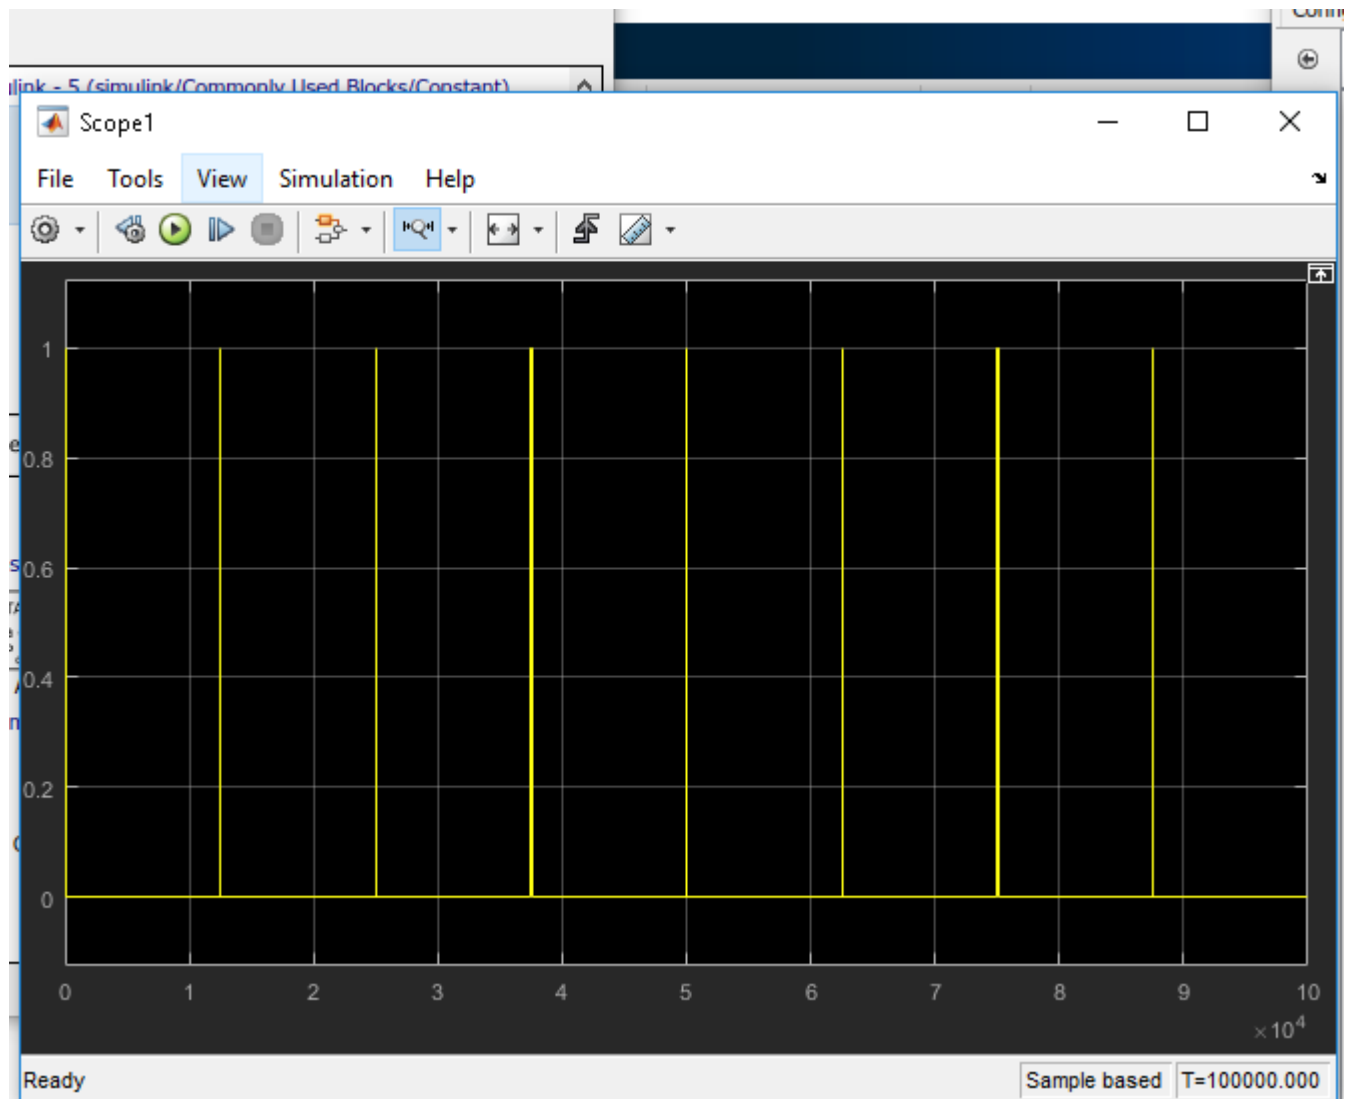 link - 5 (simulink/Commonly Used Blocks/Constant)
Scope1
File Tools View Simulation Help
1
0.8
0.6
0.4
0.2
0
0 1 2 3 4 5 6 7 8 9 10
×10⁴
Ready
Sample based T=100000.000